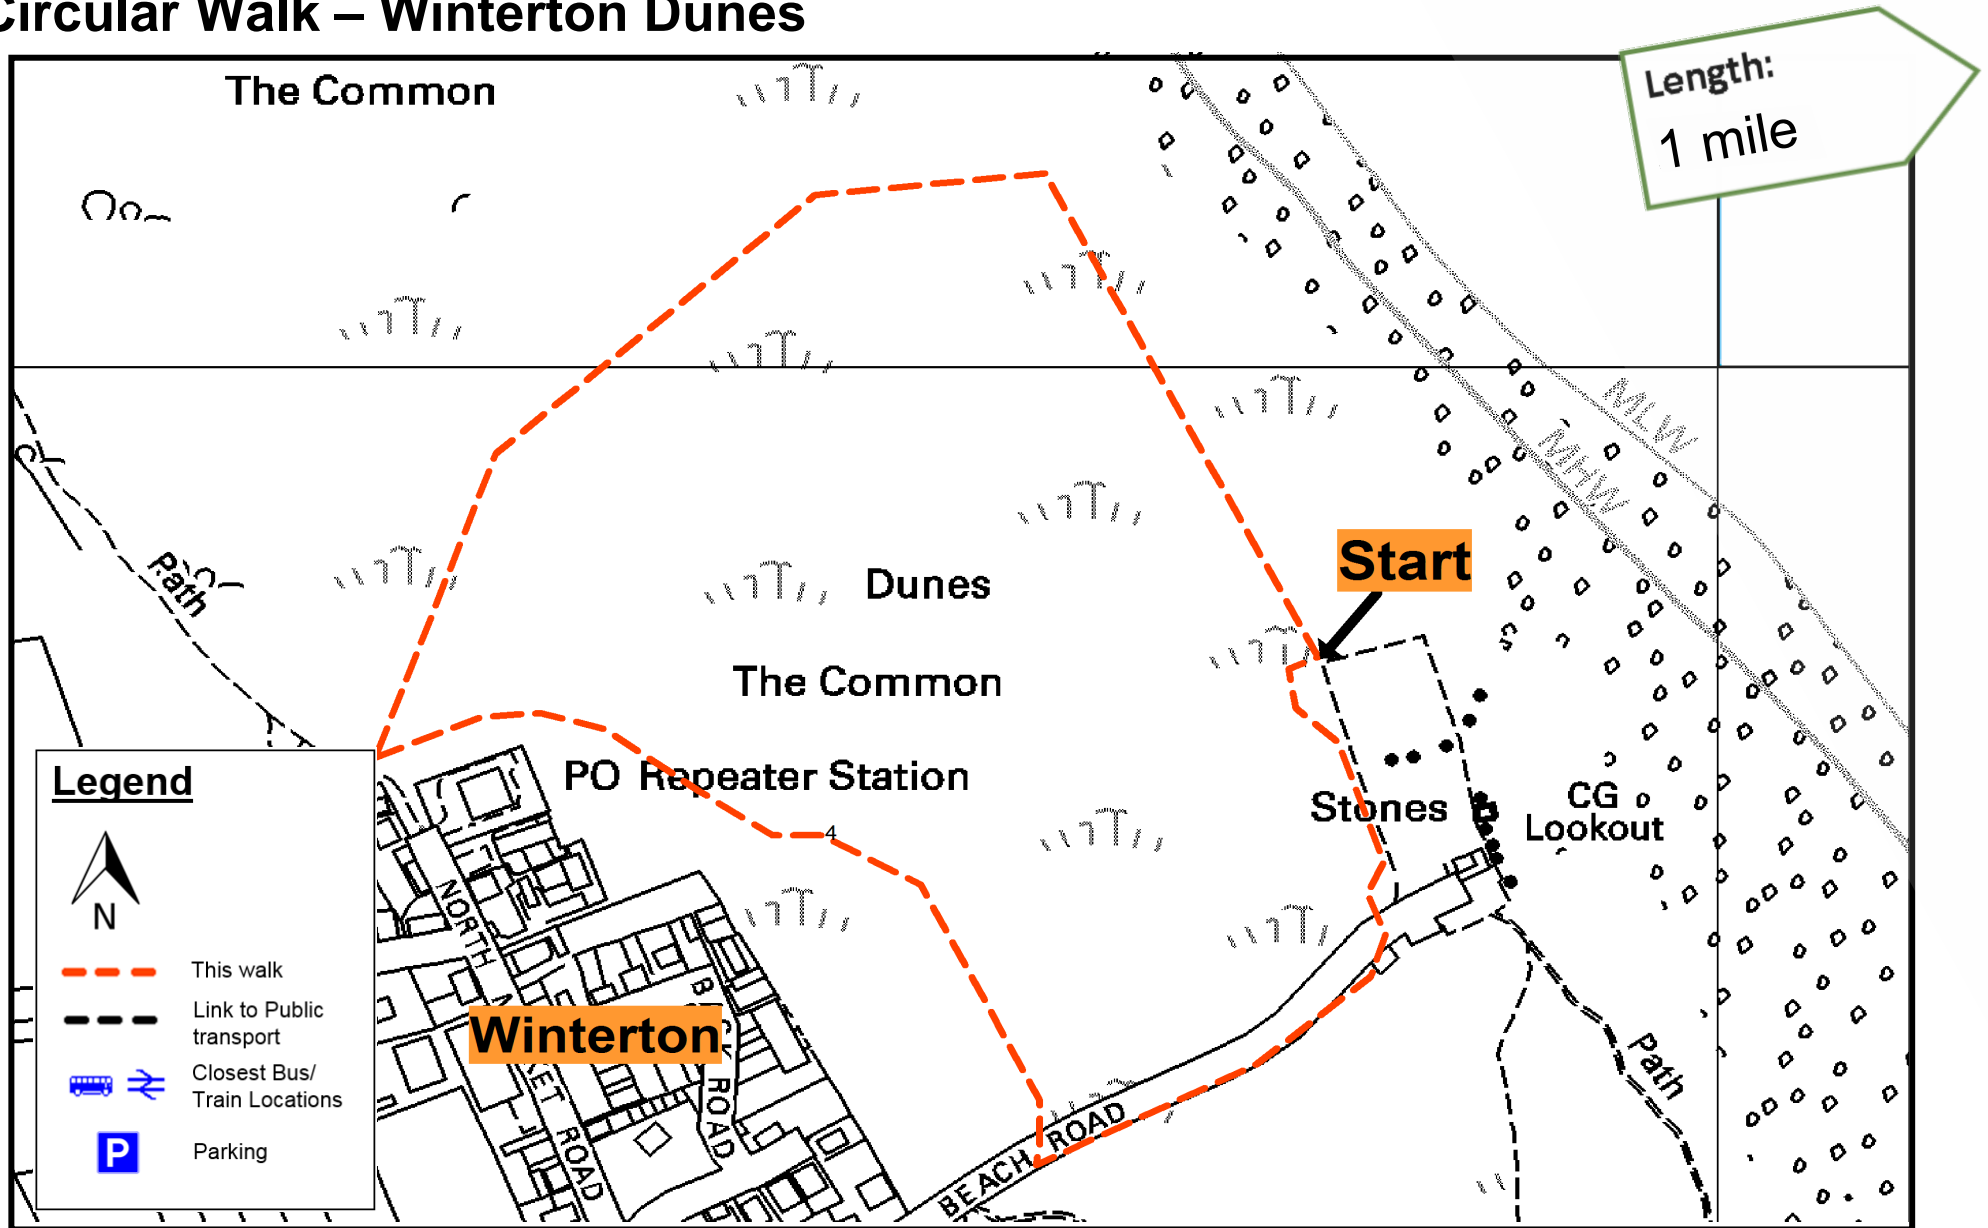 Circular Walk – Winterton Dunes
Length:
1 mile
The Common
MLW
MHW
Start
Path
Dunes
The Common
PO Repeater Station
Stones
CG
Lookout
4
Legend
N
This walk
Link to Public
transport
Closest Bus/
Train Locations
P
Parking
NORTH
Winterton
ROAD
ROAD
BEACH ROAD
Path